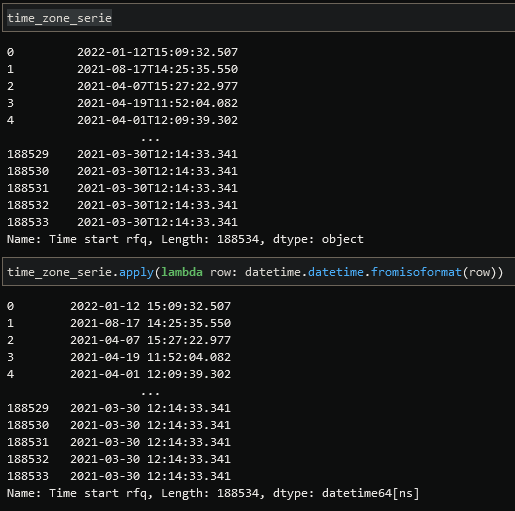 time_zone_serie
0 2022-01-12T15:09:32.507
1 2021-08-17T14:25:35.550
2 2021-04-07T15:27:22.977
3 2021-04-19T11:52:04.082
4 2021-04-01T12:09:39.302
...
188529 2021-03-30T12:14:33.341
188530 2021-03-30T12:14:33.341
188531 2021-03-30T12:14:33.341
188532 2021-03-30T12:14:33.341
188533 2021-03-30T12:14:33.341
Name: Time start rfq, Length: 188534, dtype: object
time_zone_serie.apply(lambda row: datetime.datetime.fromisoformat(row))
0 2022-01-12 15:09:32.507
1 2021-08-17 14:25:35.550
2 2021-04-07 15:27:22.977
3 2021-04-19 11:52:04.082
4 2021-04-01 12:09:39.302
...
188529 2021-03-30 12:14:33.341
188530 2021-03-30 12:14:33.341
188531 2021-03-30 12:14:33.341
188532 2021-03-30 12:14:33.341
188533 2021-03-30 12:14:33.341
Name: Time start rfq, Length: 188534, dtype: datetime64[ns]